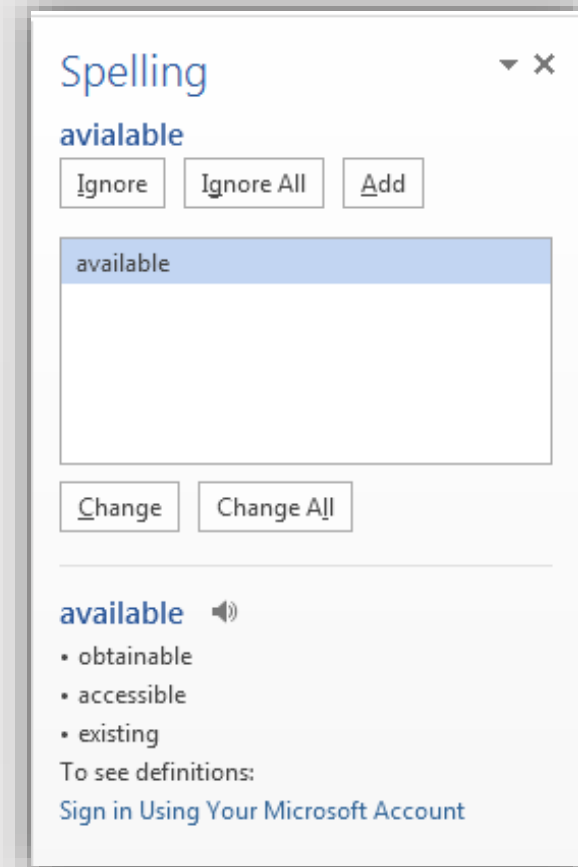 Spelling
avialable
Ignore Ignore All Add
available
Change Change All
available
• obtainable
• accessible
• existing
To see definitions:
Sign in Using Your Microsoft Account